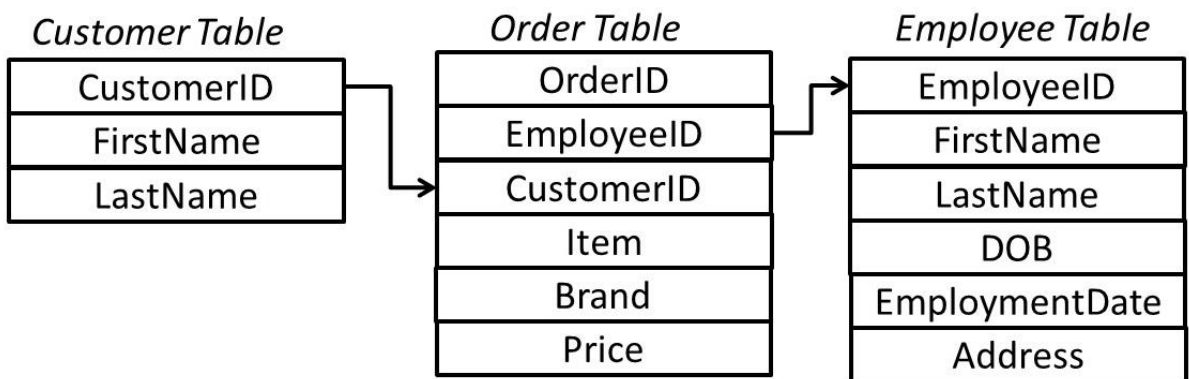 Customer Table
CustomerID
FirstName
LastName
Order Table
OrderID
EmployeeID
CustomerID
Item
Brand
Price
Employee Table
EmployeeID
FirstName
LastName
DOB
EmploymentDate
Address